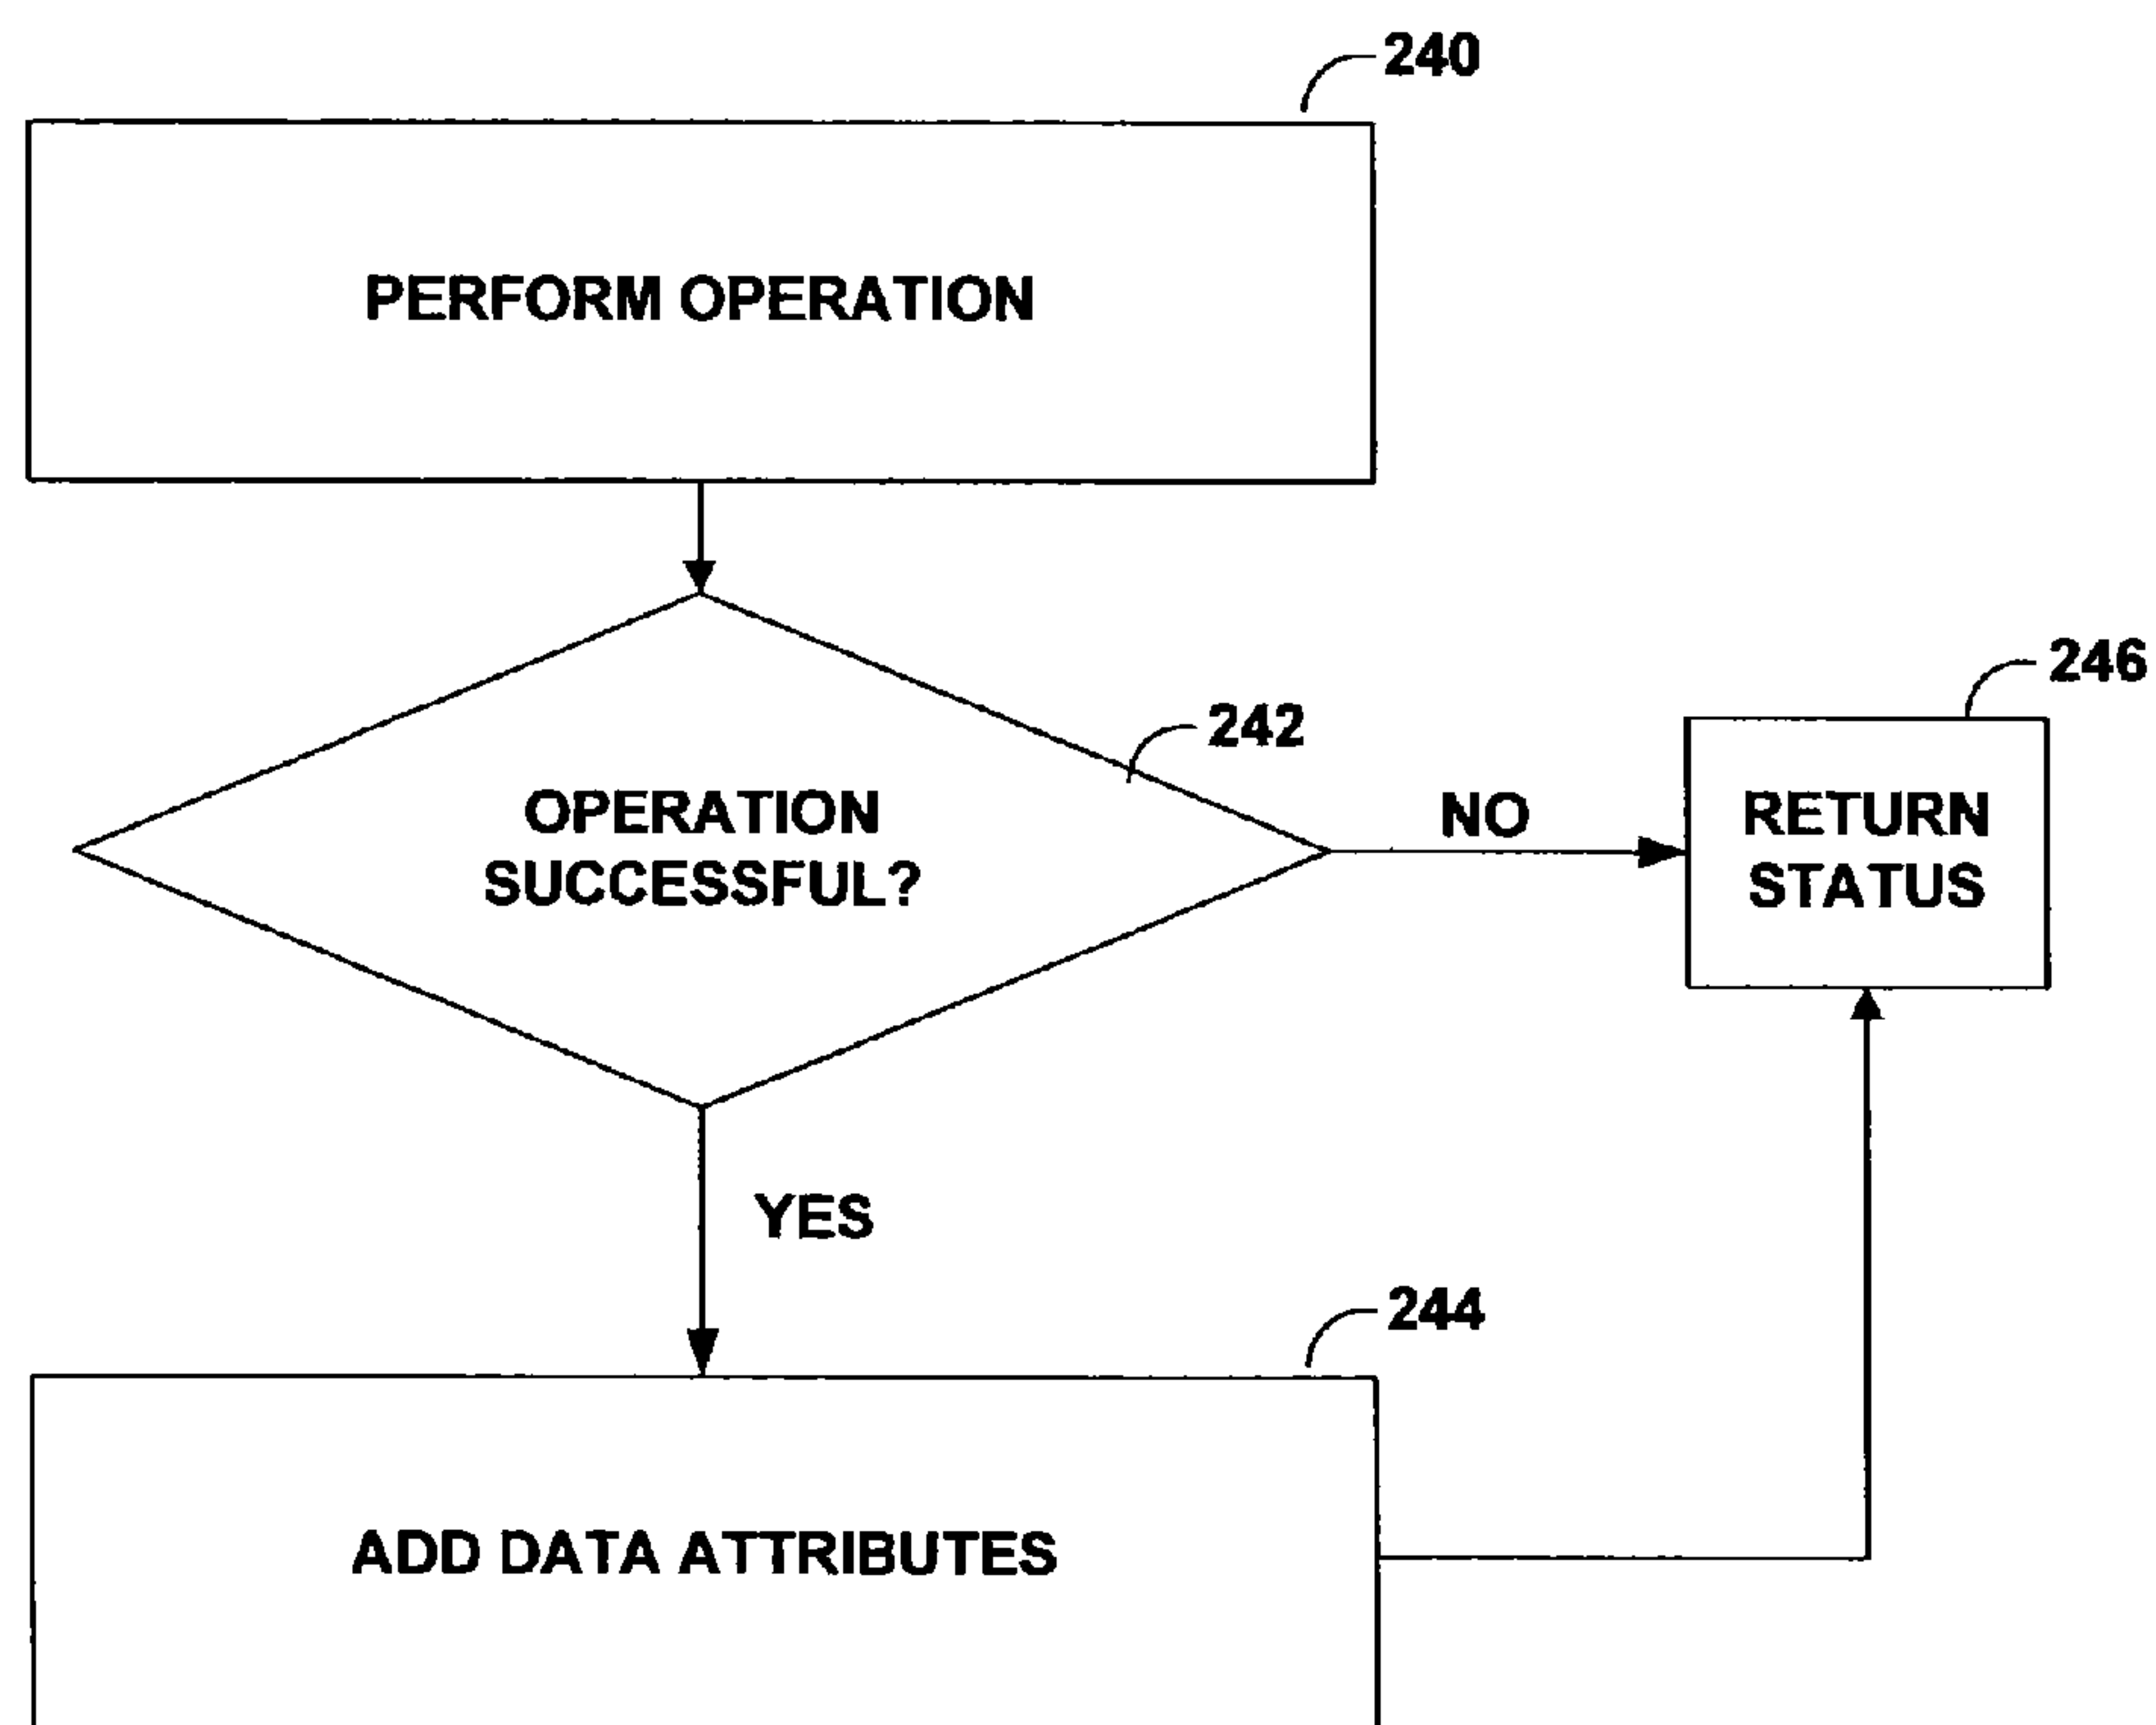 240
PERFORM OPERATION
246
242
OPERATION
SUCCESSFUL?
NO
RETURN
STATUS
YES
244
ADD DATA ATTRIBUTES